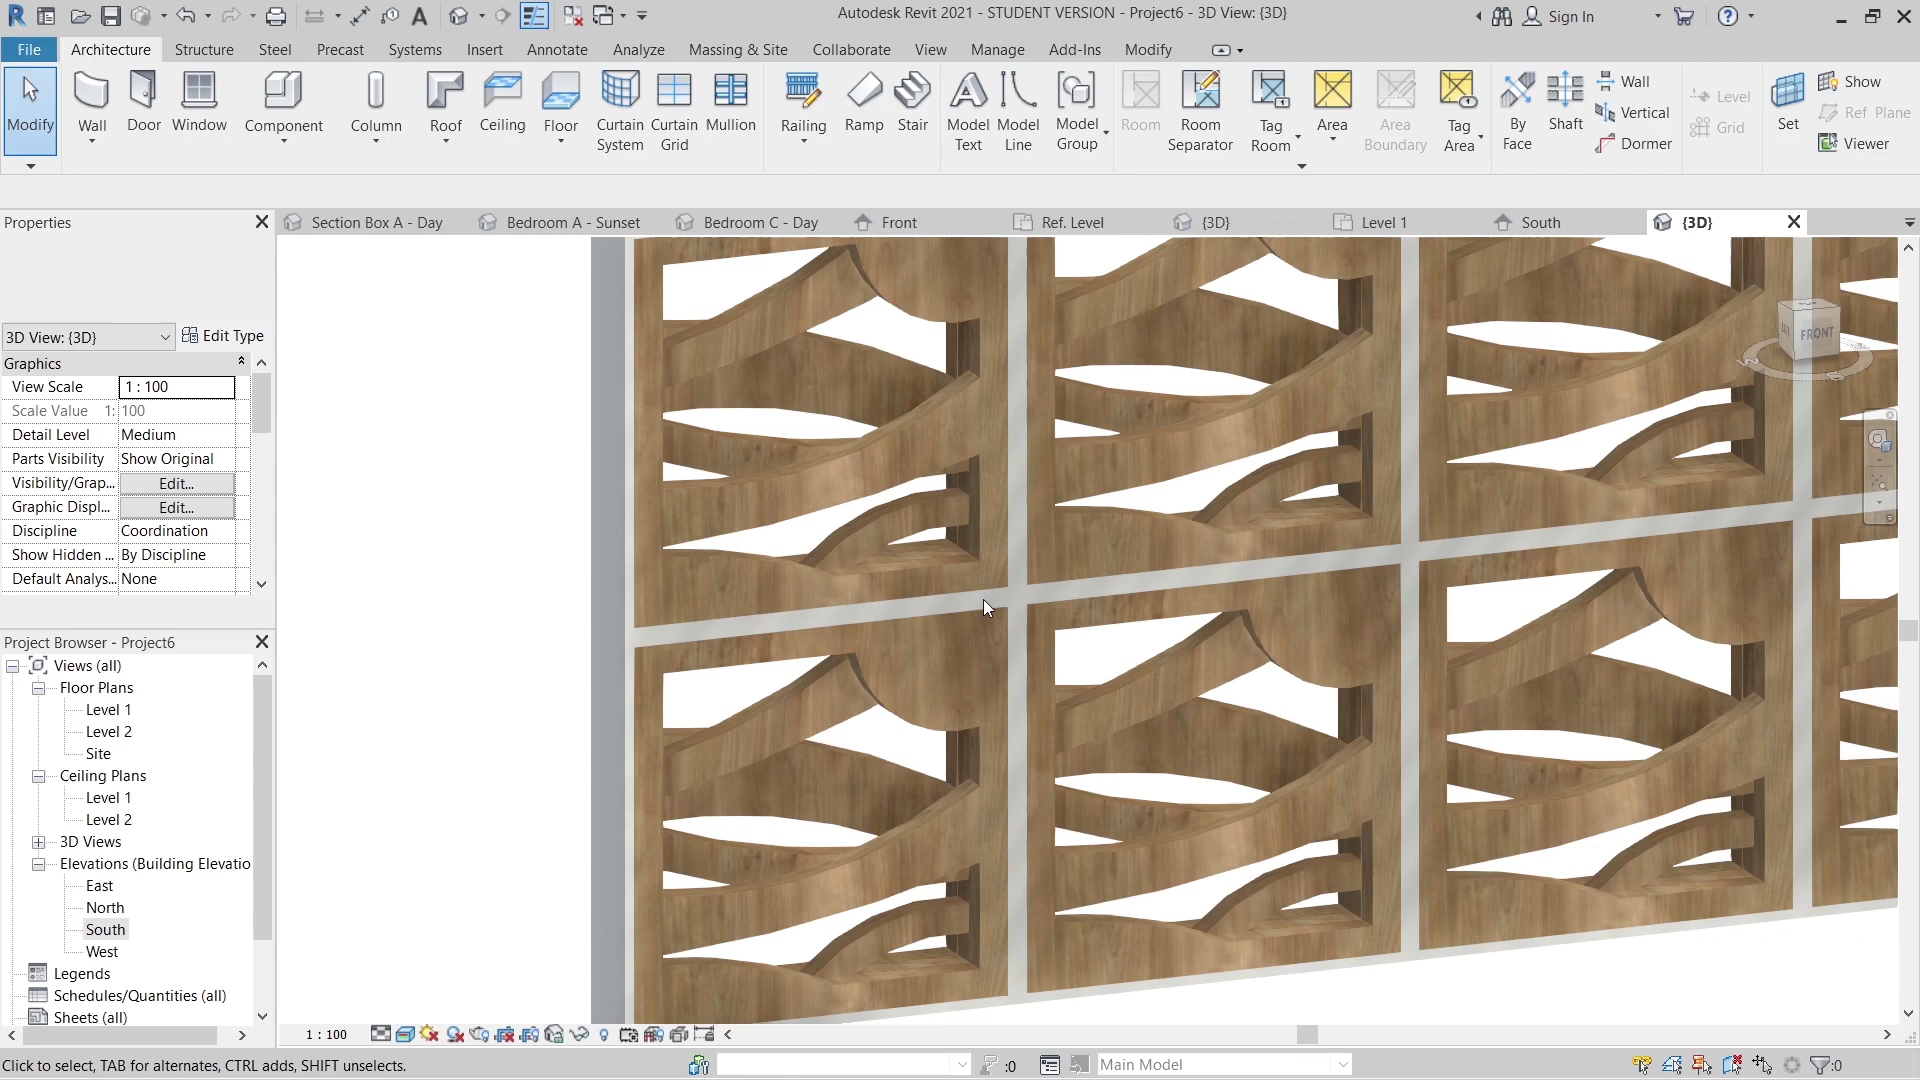 Autodesk Revit 2021 - STUDENT VERSION - Project6 - 3D View: {3D}
Sign In
File Architecture Structure Steel Precast Systems Insert Annotate Analyze Massing & Site Collaborate View Manage Add-Ins Modify
Modify
Wall
Door
Window
Component
Column
Roof
Ceiling
Floor
Curtain System
Curtain Grid
Mullion
Railing
Ramp
Stair
Model Text
Model Line
Model Group
Room
Room Separator
Tag Room
Area
Area Boundary
Tag Area
By Face
Shaft
Wall
Vertical
Dormer
Level
Grid
Set
Show
Ref Plane
Viewer
Properties
Section Box A - Day
Bedroom A - Sunset
Bedroom C - Day
Front
Ref. Level
{3D}
Level 1
South
{3D}
3D View: {3D}
Edit Type
Graphics
View Scale 1 : 100
Scale Value 1: 100
Detail Level Medium
Parts Visibility Show Original
Visibility/Grap... Edit...
Graphic Displ... Edit...
Discipline Coordination
Show Hidden ... By Discipline
Default Analys... None
Project Browser - Project6
Views (all)
Floor Plans
Level 1
Level 2
Site
Ceiling Plans
Level 1
Level 2
3D Views
Elevations (Building Elevatio
East
North
South
West
Legends
Schedules/Quantities (all)
Sheets (all)
FRONT
1 : 100
Click to select, TAB for alternates, CTRL adds, SHIFT unselects.
:0
Main Model
:0